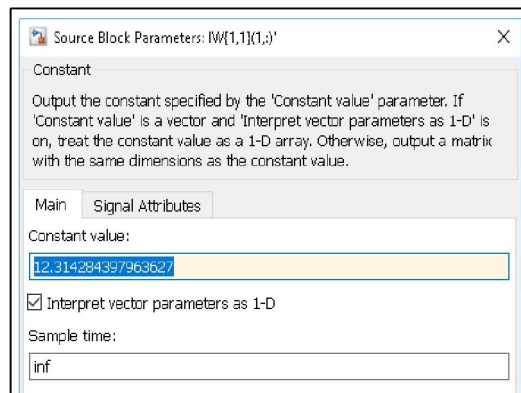 Source Block Parameters: IW{1,1}(1,:)'
Constant
Output the constant specified by the 'Constant value' parameter. If
'Constant value' is a vector and 'Interpret vector parameters as 1-D' is
on, treat the constant value as a 1-D array. Otherwise, output a matrix
with the same dimensions as the constant value.
Main Signal Attributes
Constant value:
12.314284397963627
Interpret vector parameters as 1-D
Sample time:
inf